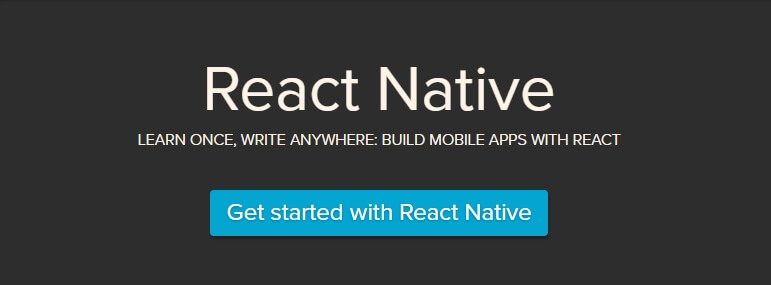 React Native
LEARN ONCE, WRITE ANYWHERE: BUILD MOBILE APPS WITH REACT
Get started with React Native